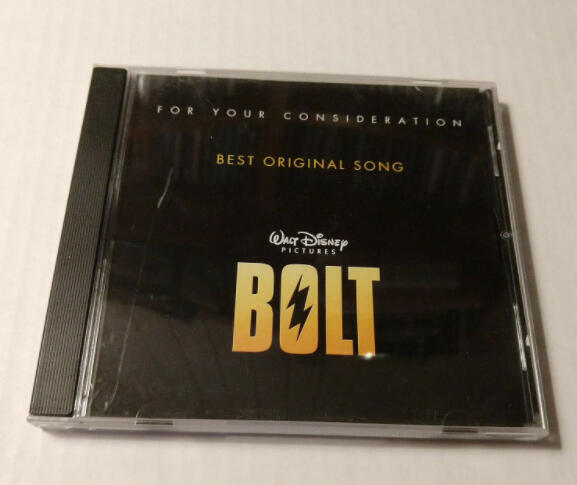 FOR YOUR CONSIDERATION
BEST ORIGINAL SONG
WALT DISNEY
PICTURES
BOLT